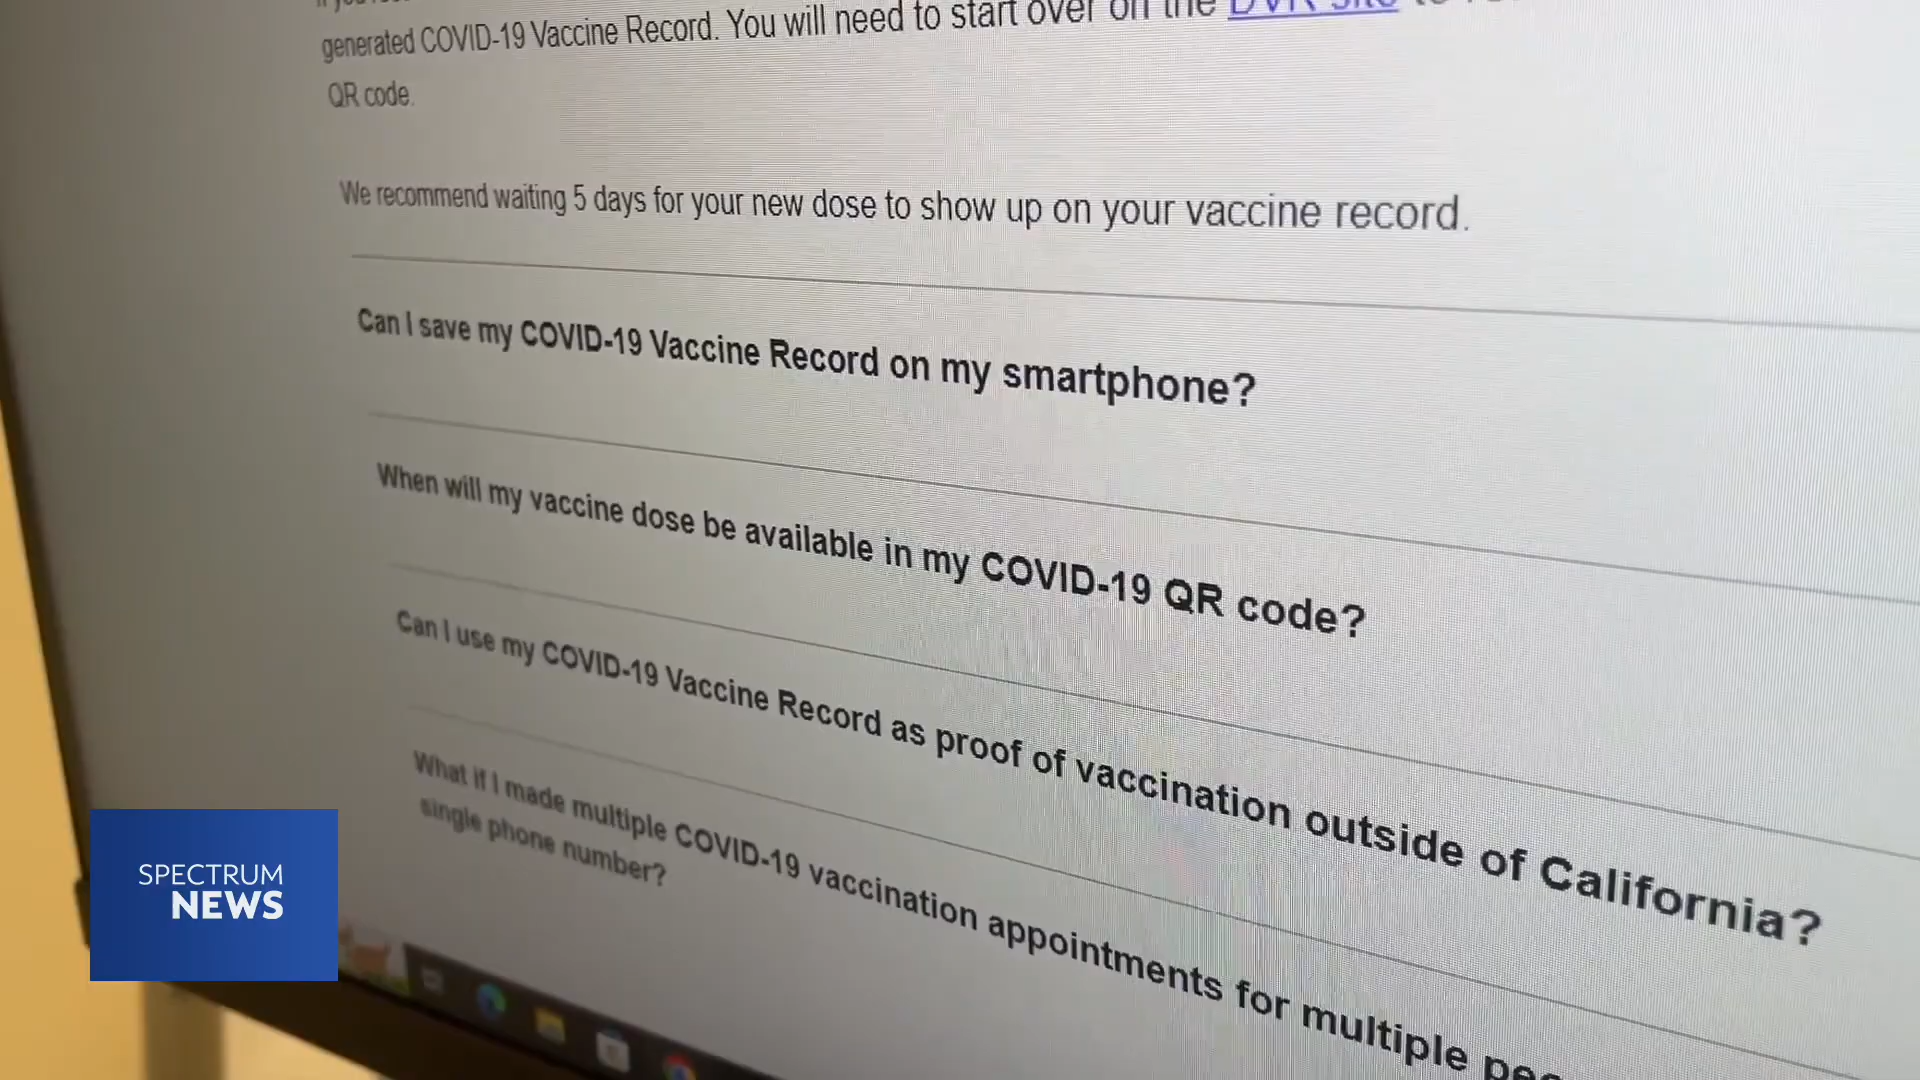 generated COVID-19 Vaccine Record. You will need to start over on the DVR site to
QR code.
We recommend waiting 5 days for your new dose to show up on your vaccine record.
Can I save my COVID-19 Vaccine Record on my smartphone?
When will my vaccine dose be available in my COVID-19 QR code?
Can I use my COVID-19 Vaccine Record as proof of vaccination outside of California?
What if I made multiple COVID-19 vaccination appointments for multiple
single phone number?
SPECTRUM
NEWS